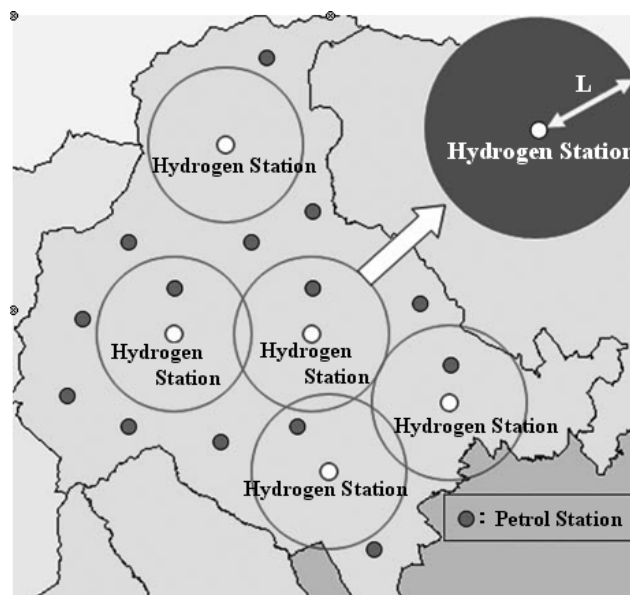 L
Hydrogen Station
Hydrogen Station
Hydrogen
Station
Hydrogen
Station
Hydrogen Station
Hydrogen Station
: Petrol Station